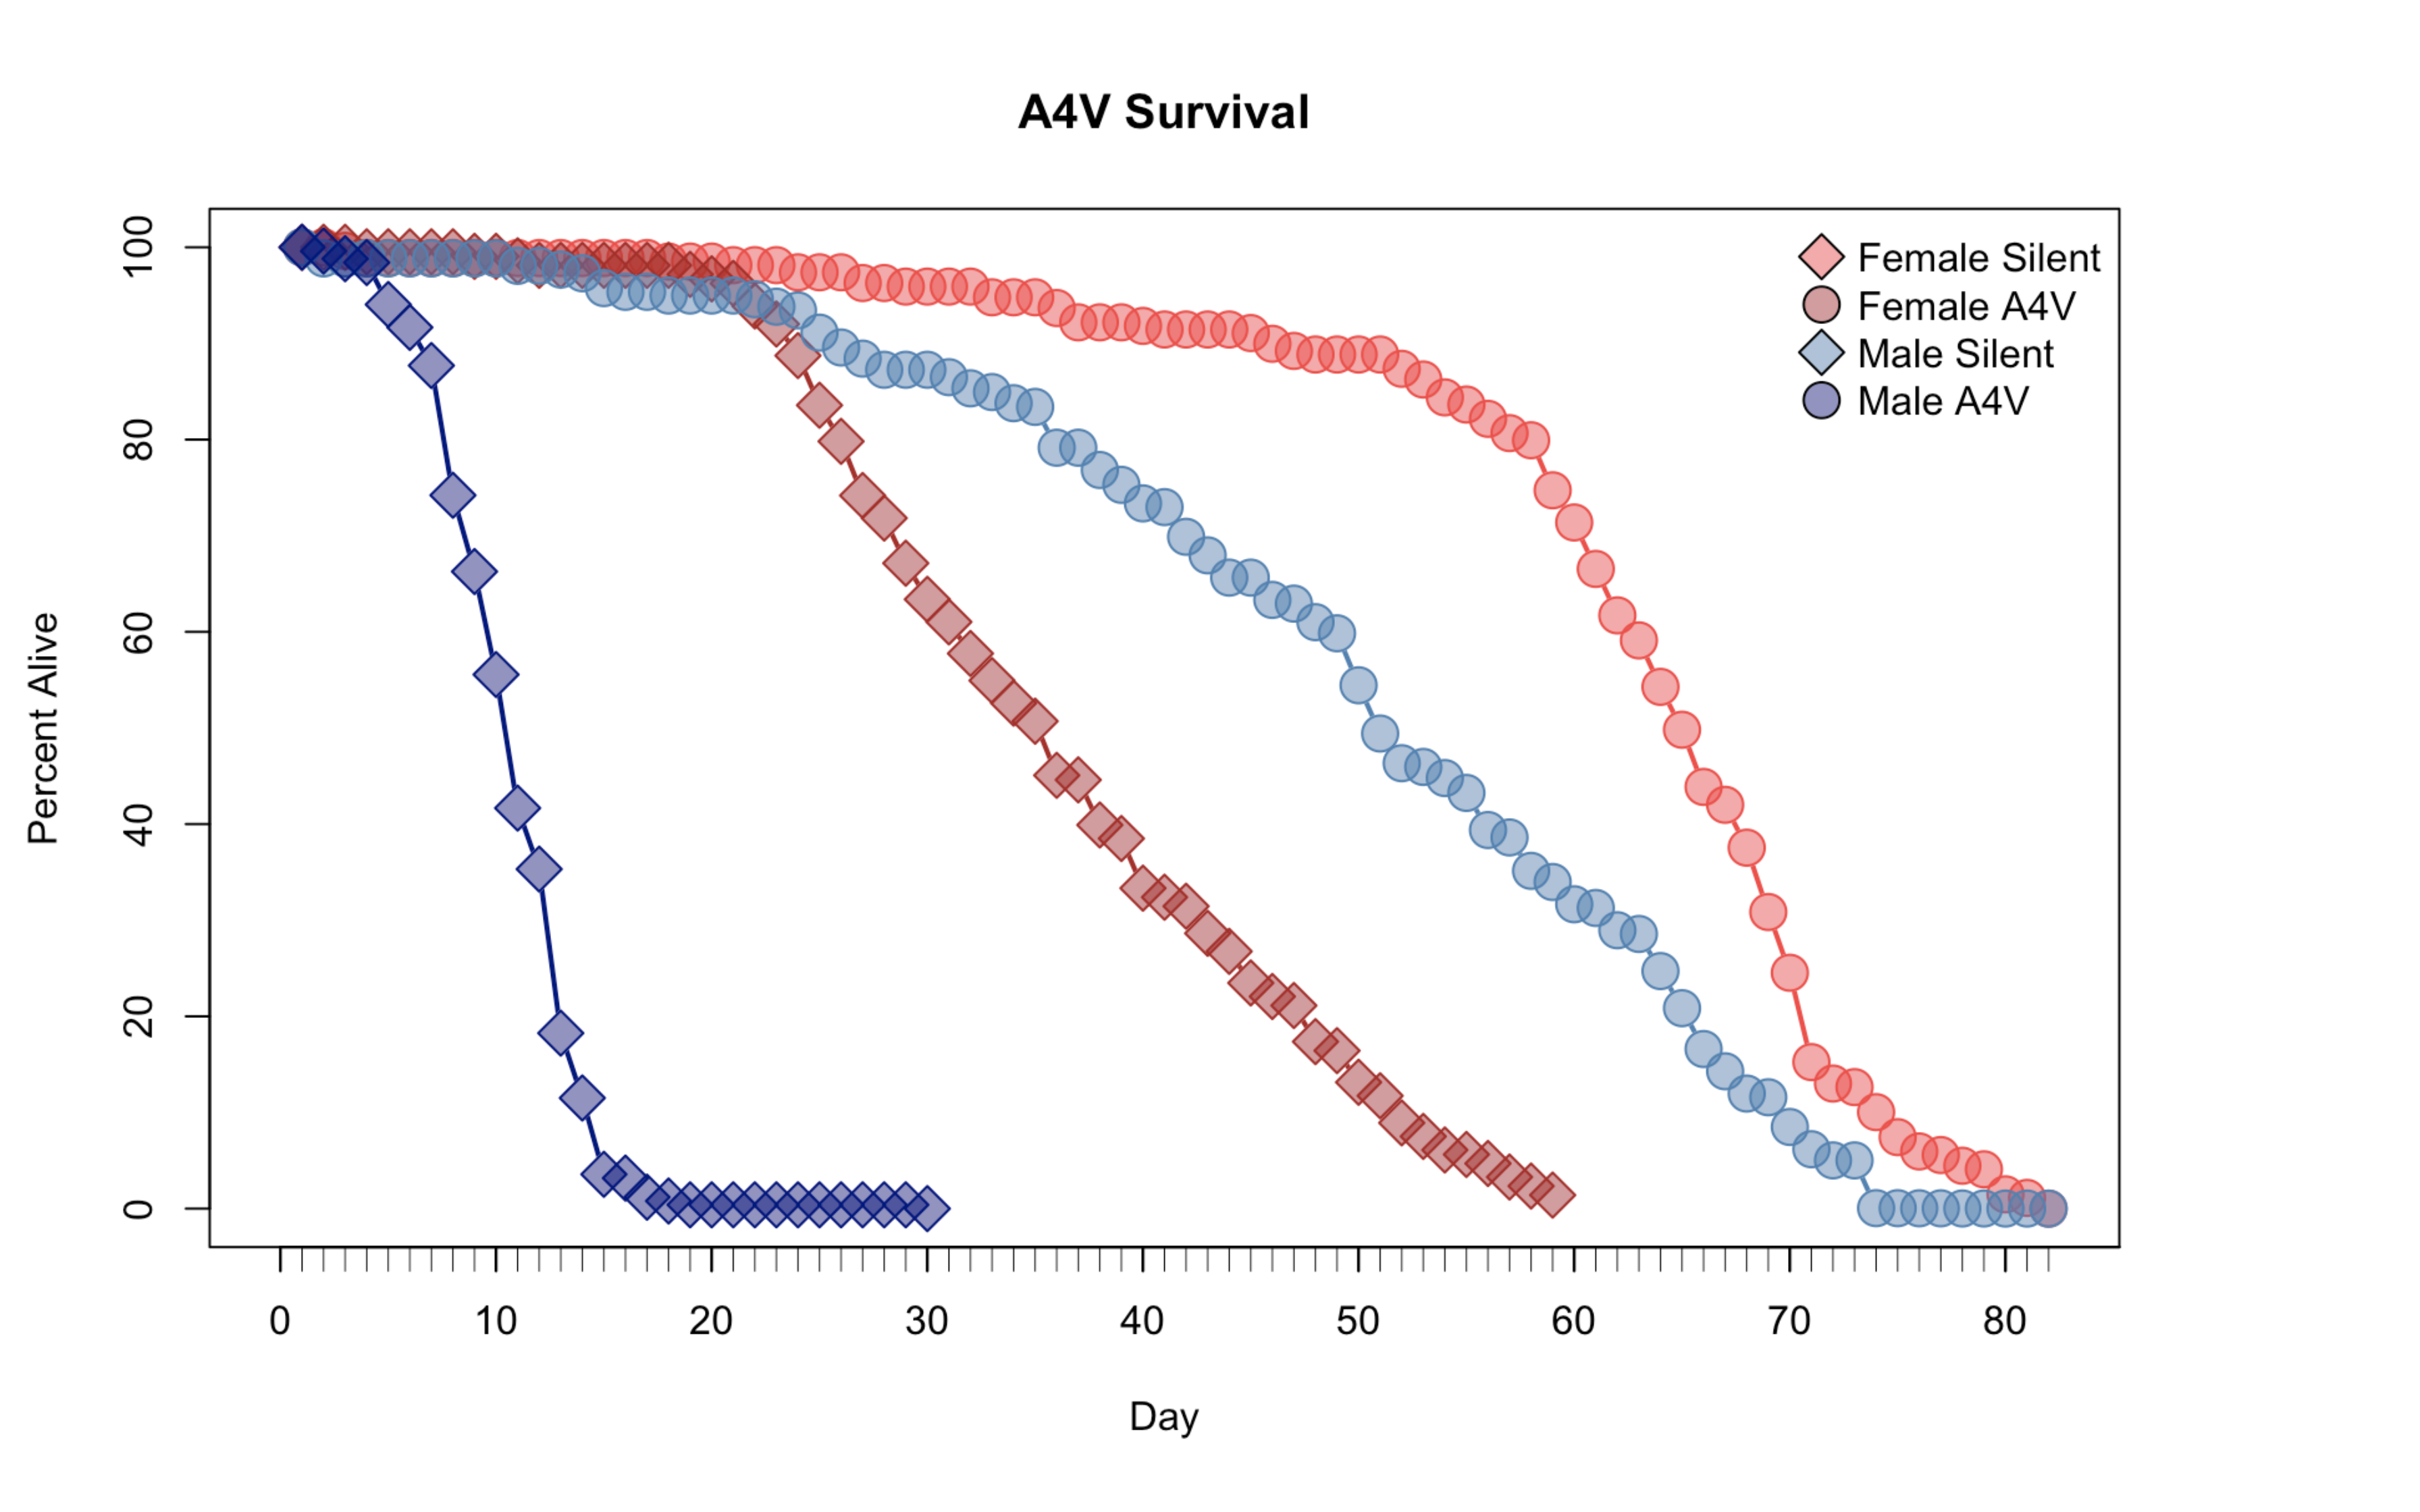 A4V Survival
Female Silent
Female A4V
Male Silent
Male A4V
Percent Alive
100
80
60
40
20
0
0 10 20 30 40 50 60 70 80
Day